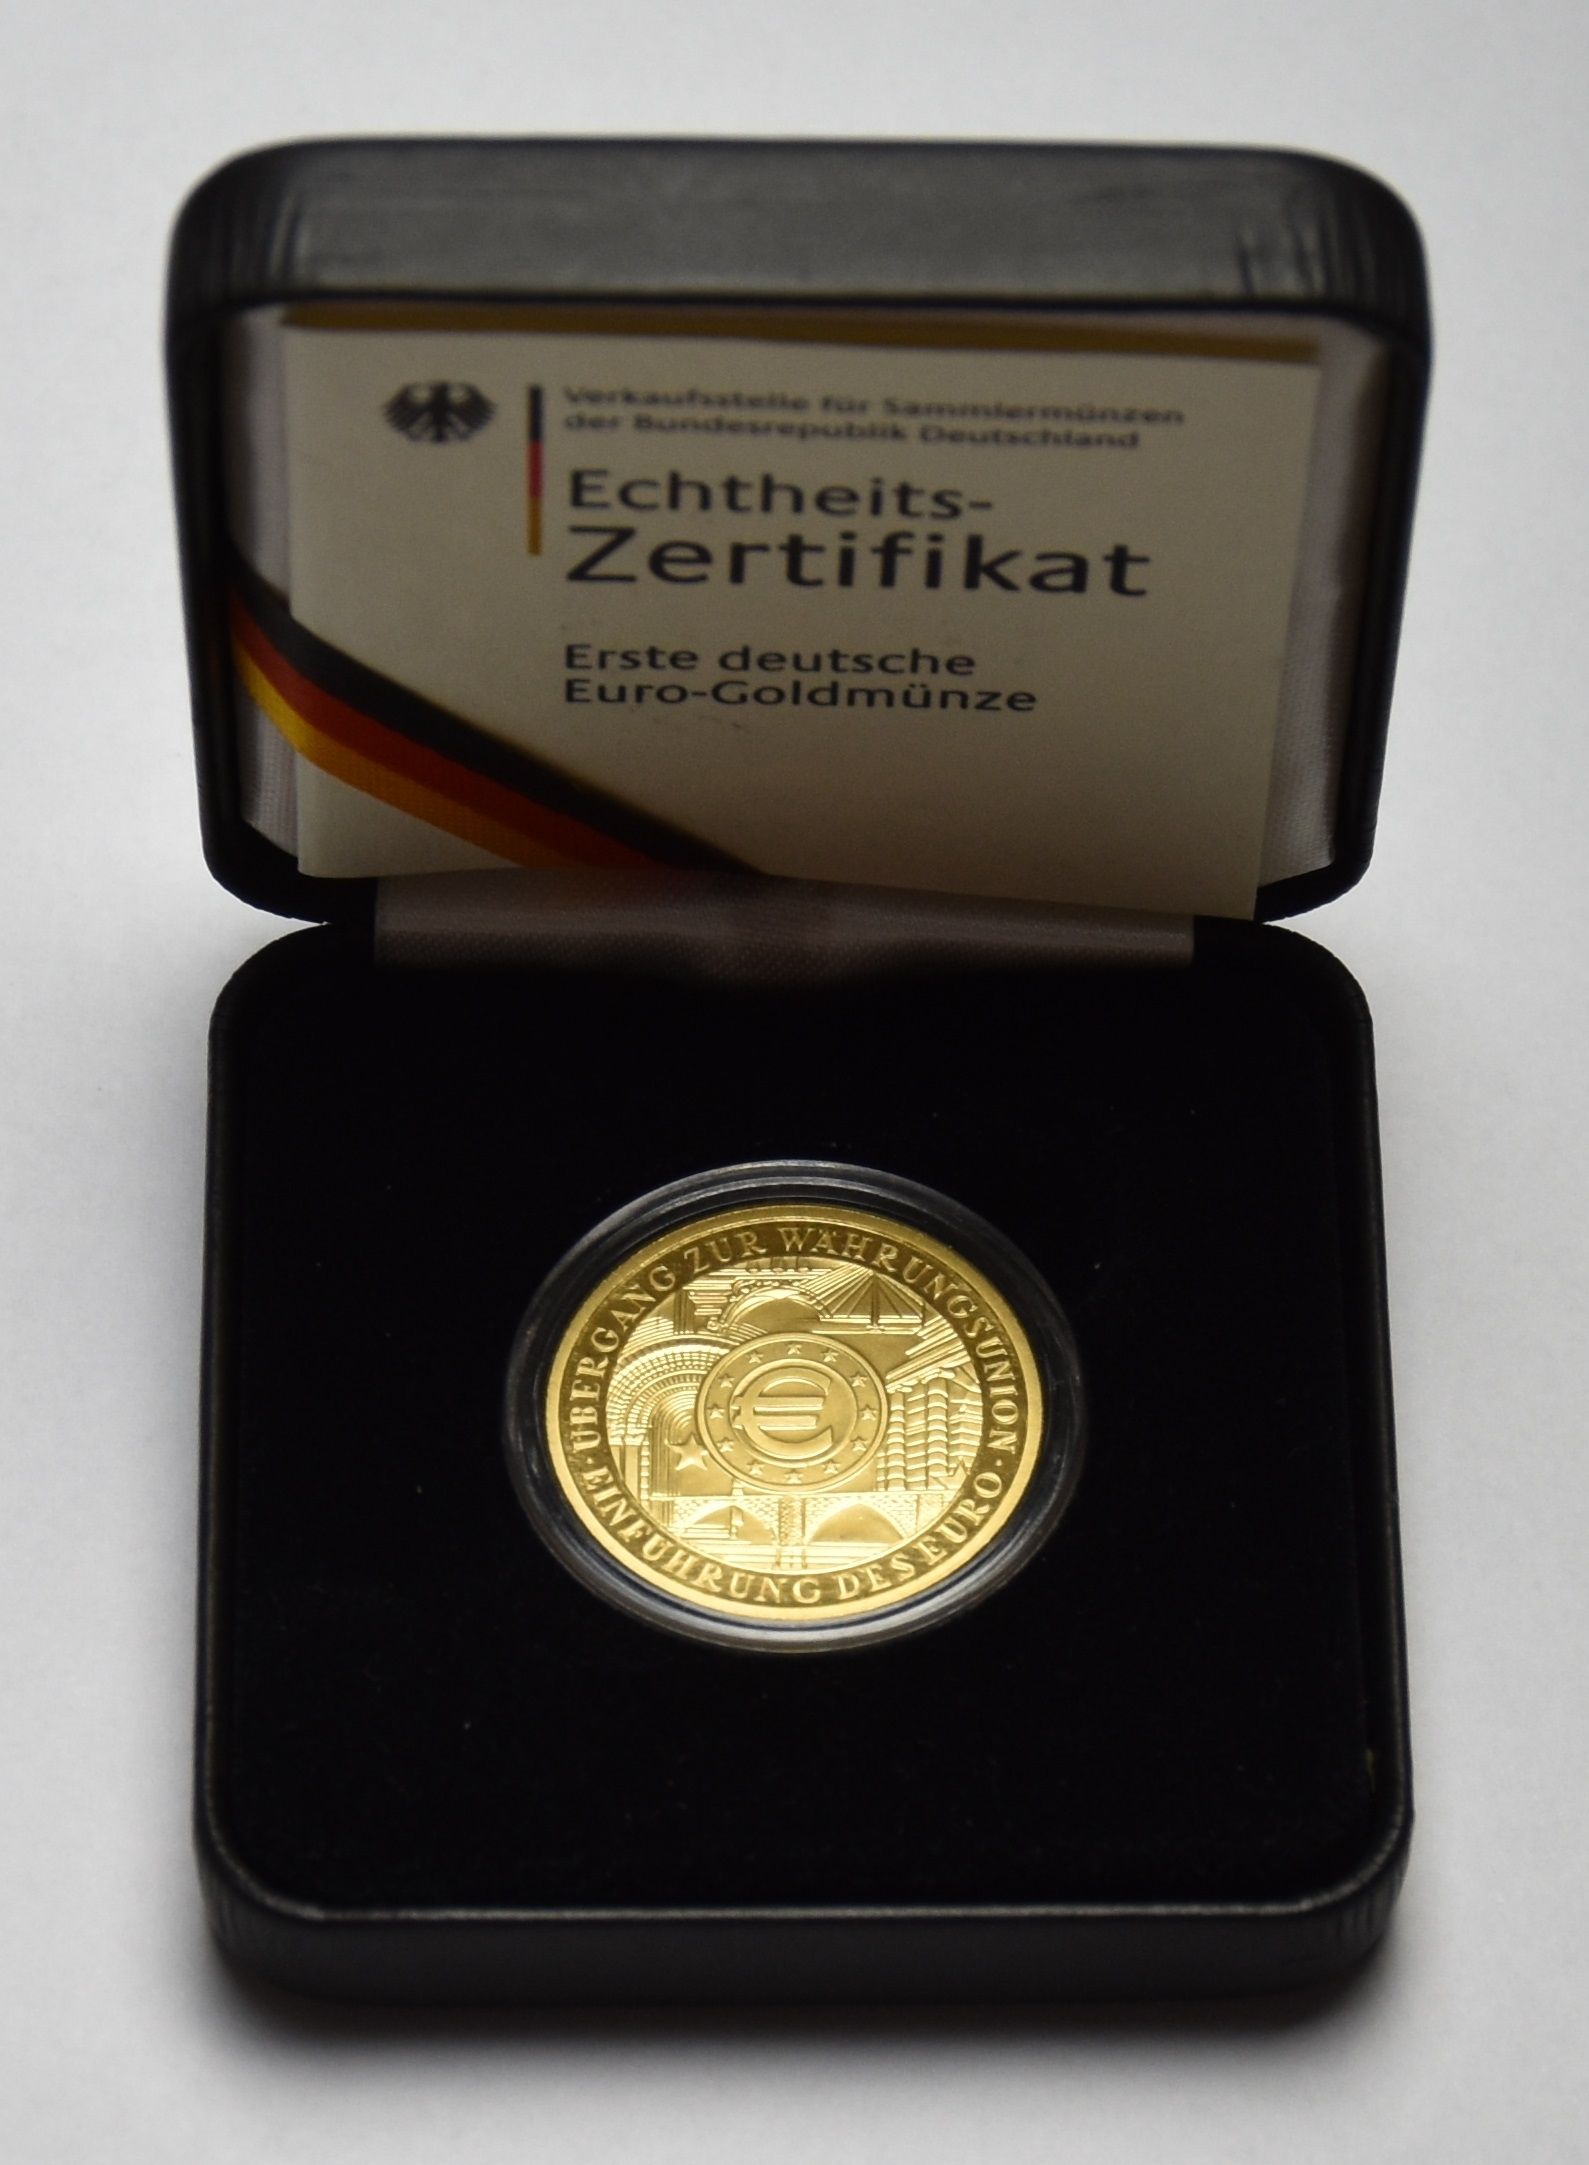 Verkaufsstelle für Sammlermünzen
der Bundesrepublik Deutschland
Echtheits-
Zertifikat
Erste deutsche
Euro-Goldmünze
ÜBERGANG ZUR WÄHRUNGSUNION ·
EINFÜHRUNG DES EURO ·
€